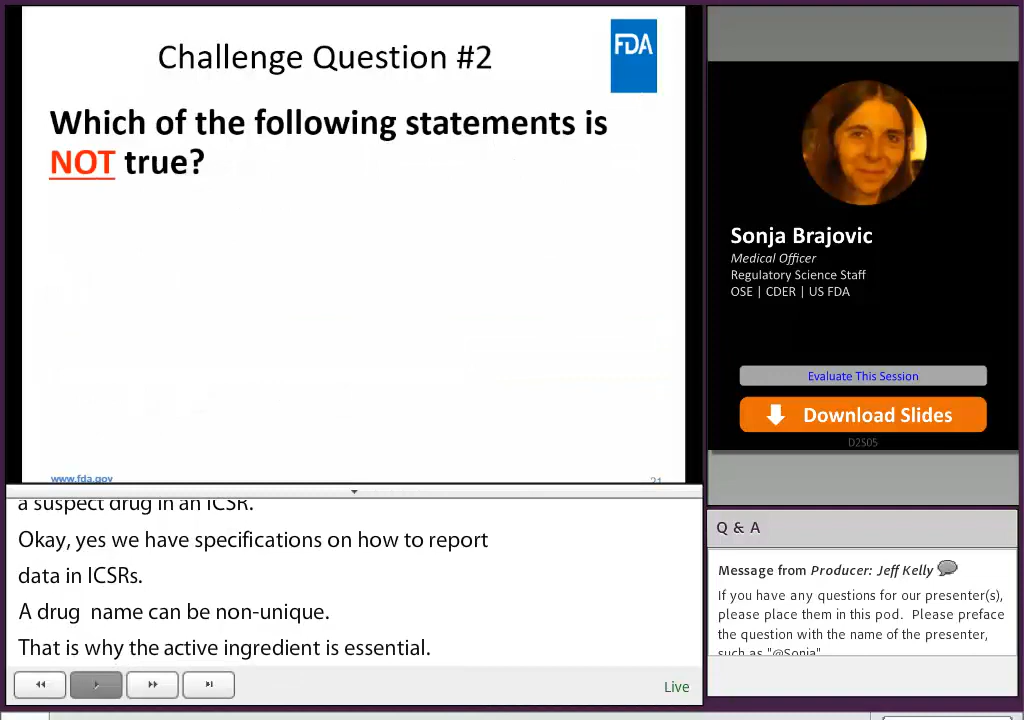 Challenge Question #2
FDA
Which of the following statements is
NOT true?
www.fda.gov
21
a suspect drug in an ICSR.
Okay, yes we have specifications on how to report
data in ICSRs.
A drug name can be non-unique.
That is why the active ingredient is essential.
Live
Sonja Brajovic
Medical Officer
Regulatory Science Staff
OSE | CDER | US FDA
Evaluate This Session
Download Slides
D2S05
Q & A
Message from Producer: Jeff Kelly
If you have any questions for our presenter(s),
please place them in this pod. Please preface
the question with the name of the presenter,
such as "@Sonja"